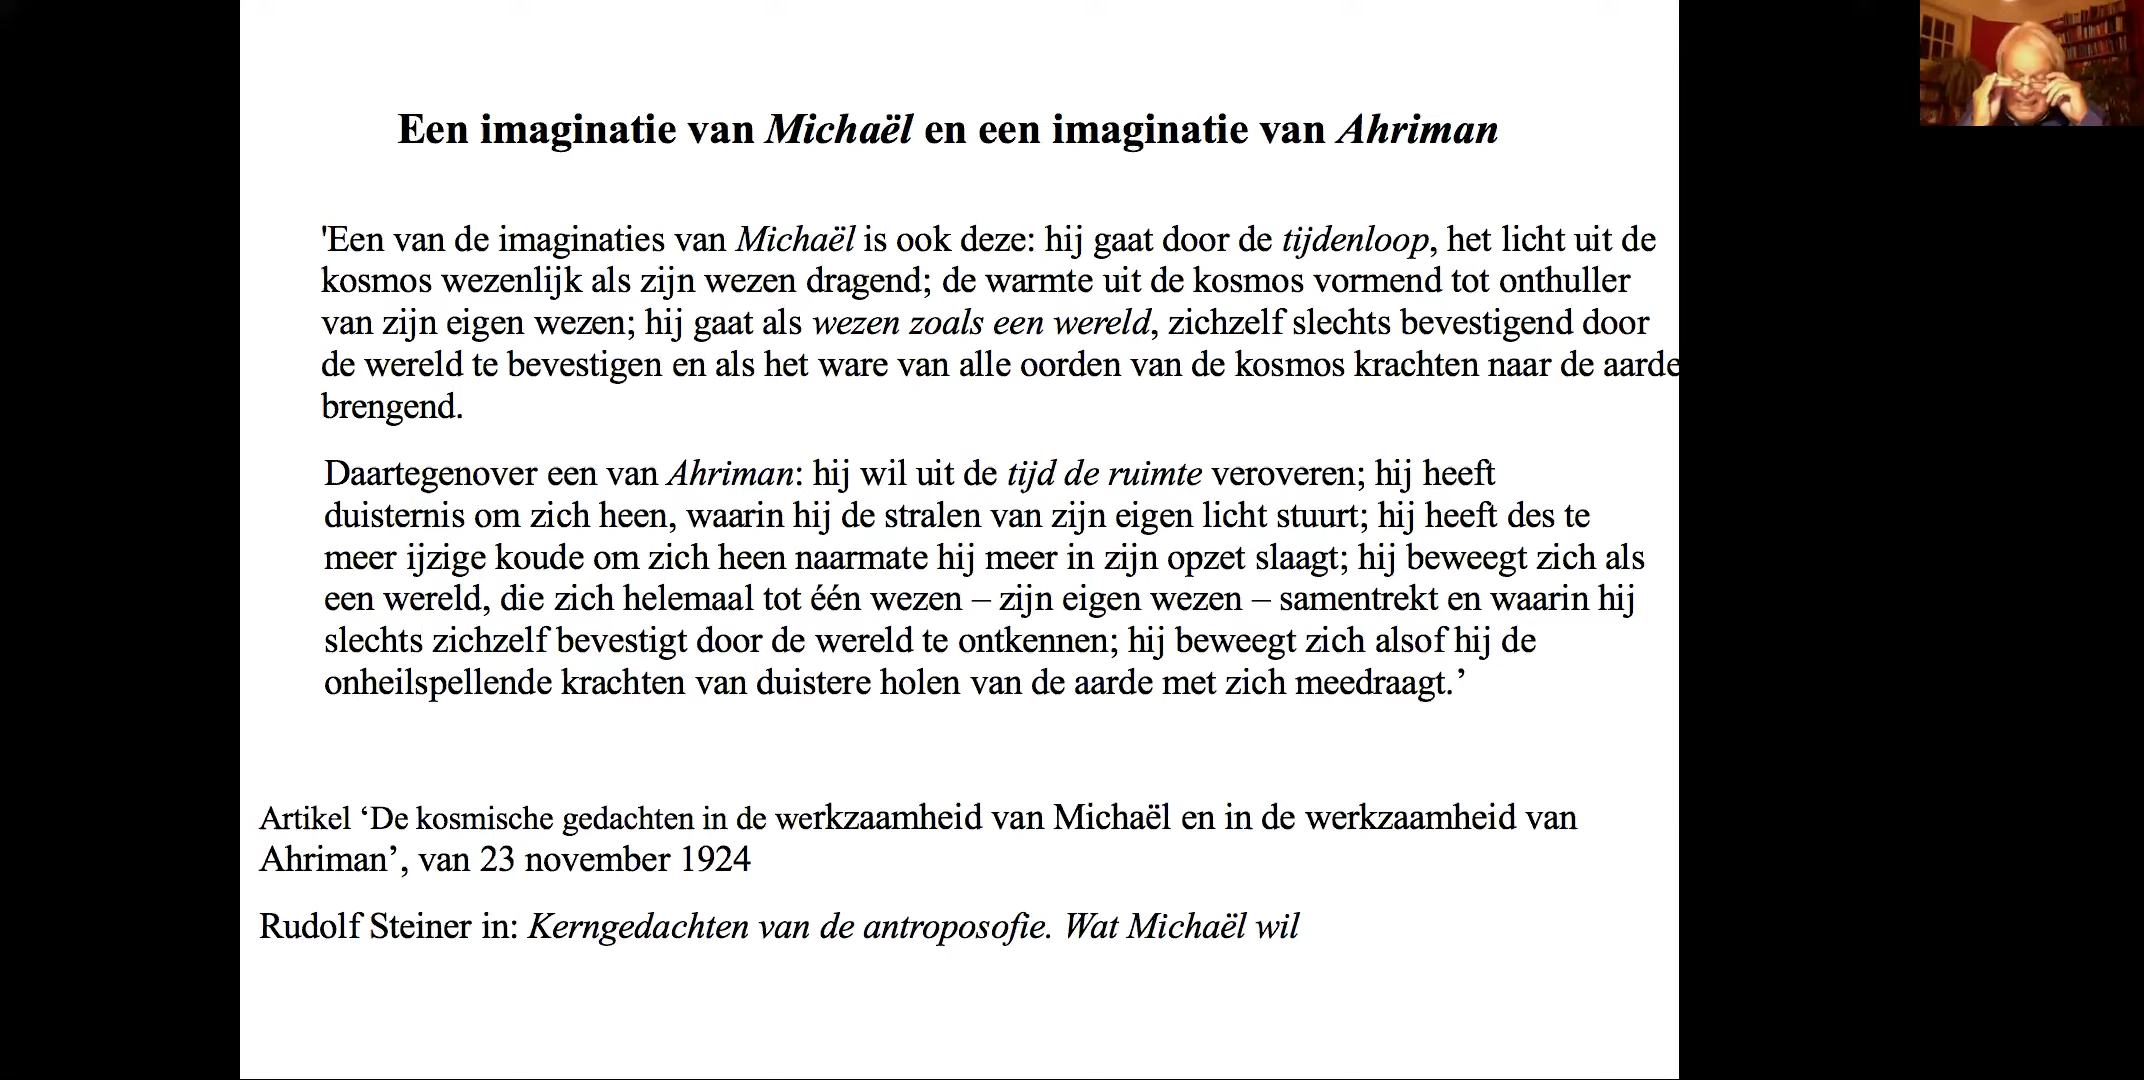 Een imaginatie van Michaël en een imaginatie van Ahriman
'Een van de imaginaties van Michaël is ook deze: hij gaat door de tijdenloop, het licht uit de
kosmos wezenlijk als zijn wezen dragend; de warmte uit de kosmos vormend tot onthuller
van zijn eigen wezen; hij gaat als wezen zoals een wereld, zichzelf slechts bevestigend door
de wereld te bevestigen en als het ware van alle oorden van de kosmos krachten naar de aarde
brengend.
Daartegenover een van Ahriman: hij wil uit de tijd de ruimte veroveren; hij heeft
duisternis om zich heen, waarin hij de stralen van zijn eigen licht stuurt; hij heeft des te
meer ijzige koude om zich heen naarmate hij meer in zijn opzet slaagt; hij beweegt zich als
een wereld, die zich helemaal tot één wezen – zijn eigen wezen – samentrekt en waarin hij
slechts zichzelf bevestigt door de wereld te ontkennen; hij beweegt zich alsof hij de
onheilspellende krachten van duistere holen van de aarde met zich meedraagt.’
Artikel ‘De kosmische gedachten in de werkzaamheid van Michaël en in de werkzaamheid van
Ahriman’, van 23 november 1924
Rudolf Steiner in: Kerngedachten van de antroposofie. Wat Michaël wil